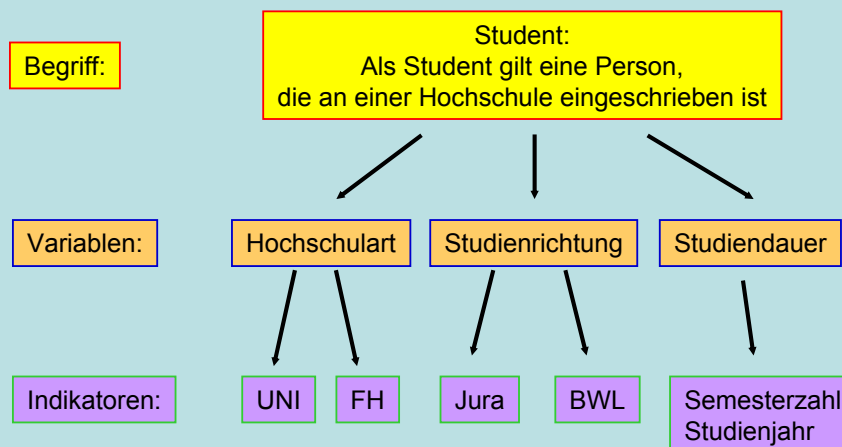 Begriff:
Student:
Als Student gilt eine Person,
die an einer Hochschule eingeschrieben ist
Variablen:
Hochschulart
Studienrichtung
Studiendauer
Indikatoren:
UNI
FH
Jura
BWL
Semesterzahl
Studienjahr